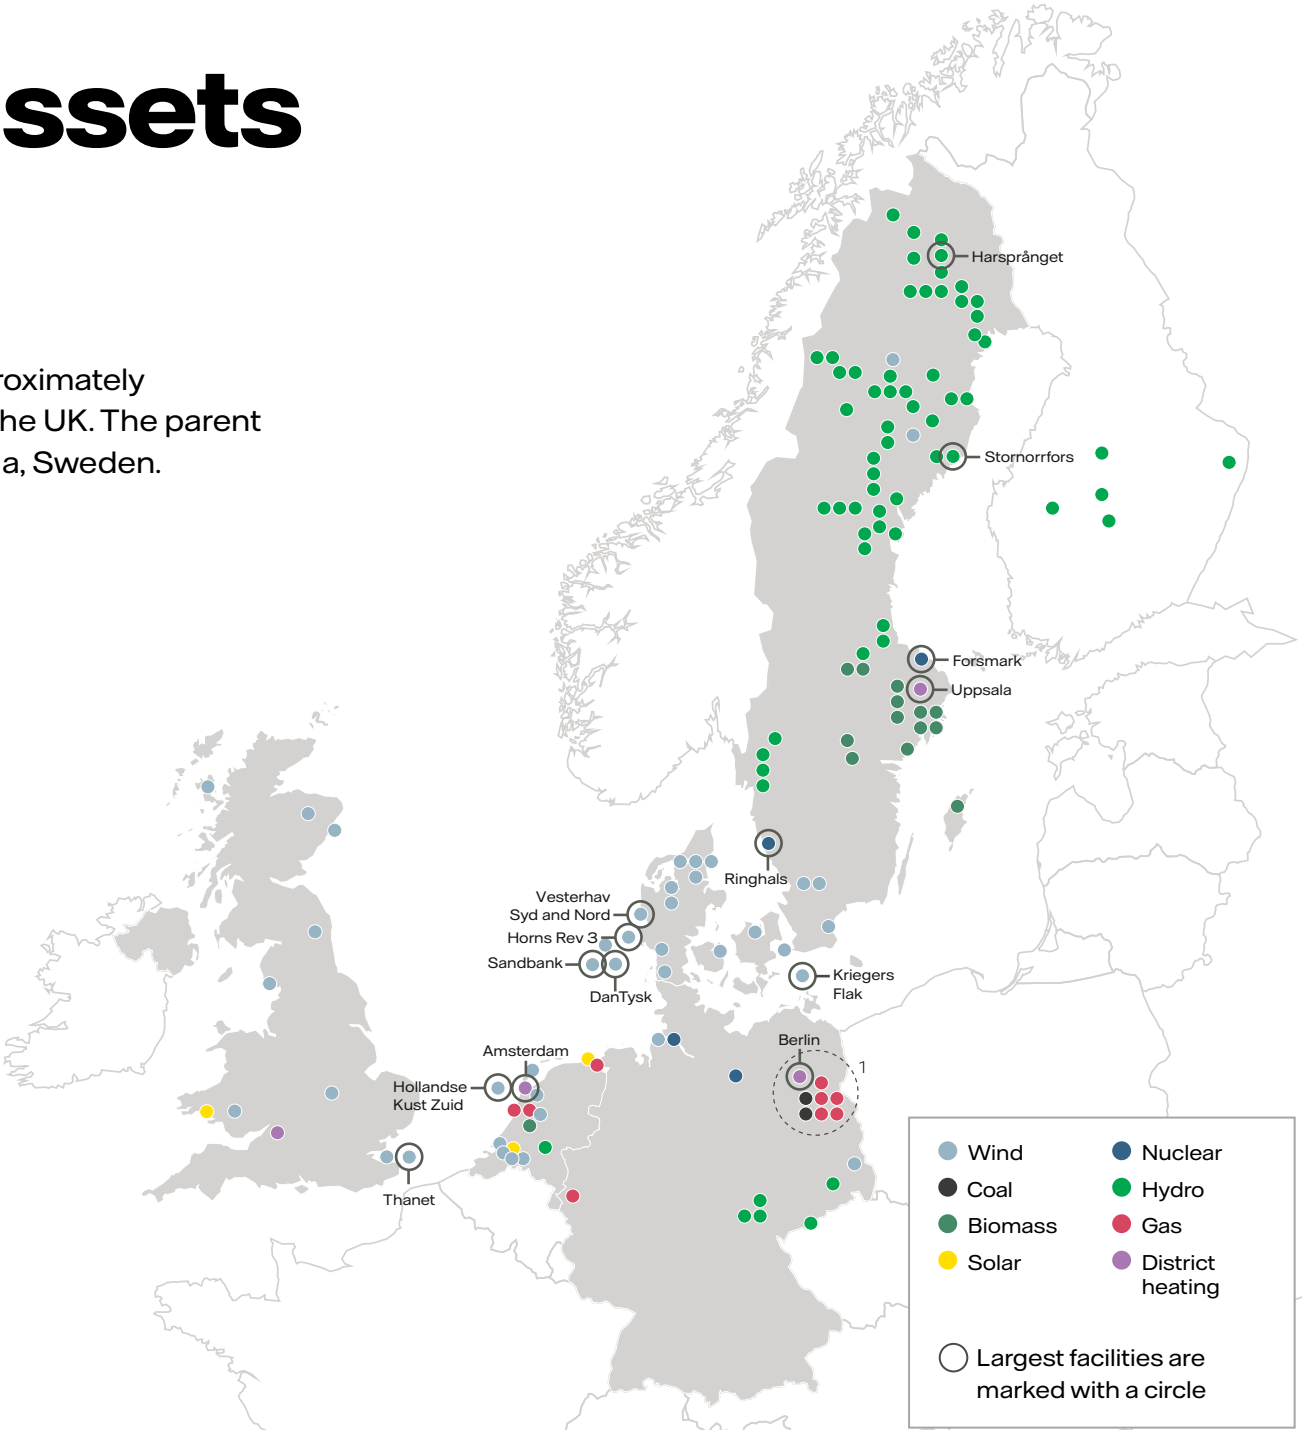 ssets
roximately
he UK. The parent
a, Sweden.
Harsprånget
Stornorrfors
Forsmark
Uppsala
Ringhals
Vesterhav
Syd and Nord
Horns Rev 3
Sandbank
DanTysk
Kriegers
Flak
Berlin
1
Amsterdam
Hollandse
Kust Zuid
Thanet
Wind
Nuclear
Coal
Hydro
Biomass
Gas
Solar
District
heating
Largest facilities are
marked with a circle